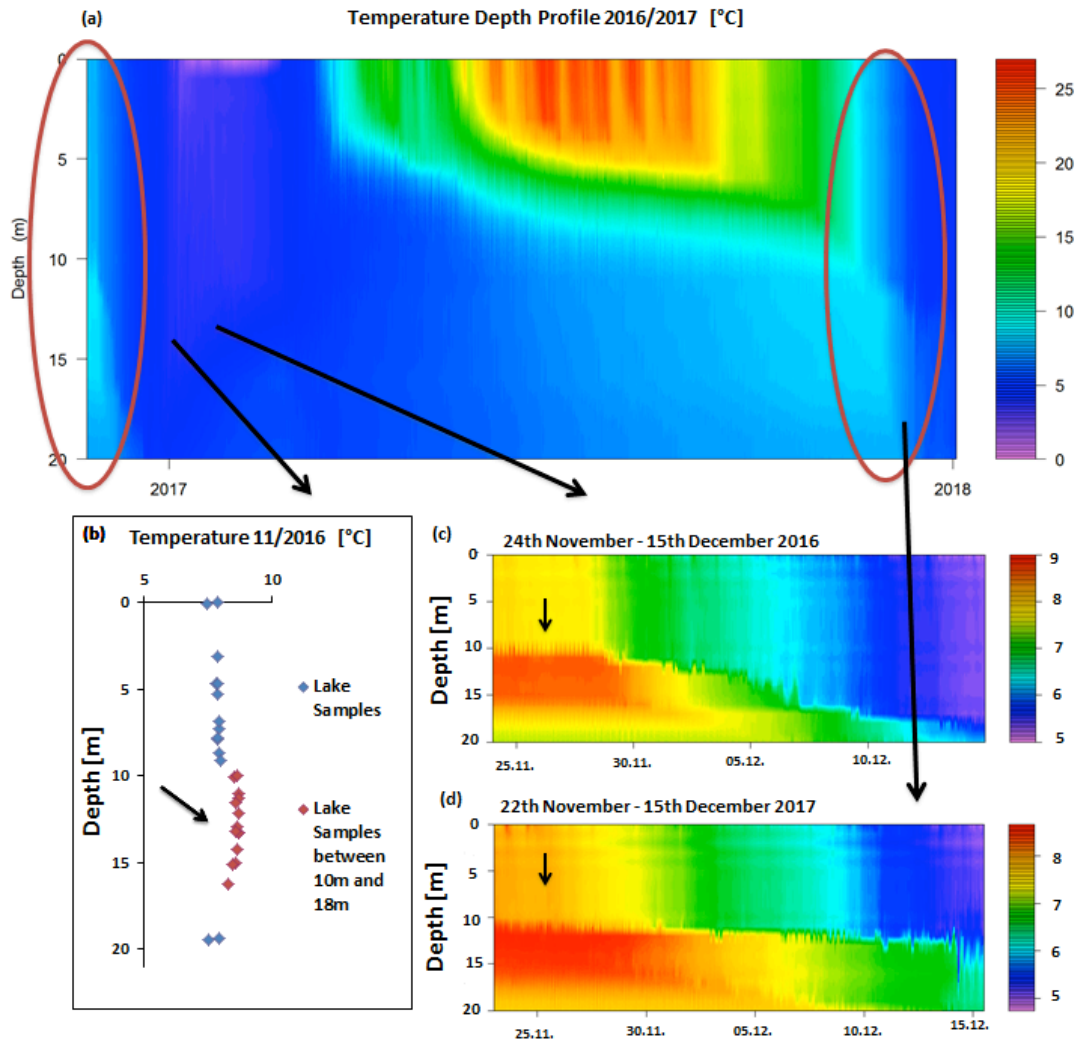 (a)
Temperature Depth Profile 2016/2017 [°C]
0
5
10
15
20
Depth (m)
2017
2018
25
20
15
10
5
0
(b) Temperature 11/2016 [°C]
5 10
0
5
10
15
20
Depth [m]
Lake
Samples
Lake
Samples
between
10m and
18m
(c)
24th November - 15th December 2016
0
5
10
15
20
Depth [m]
25.11. 30.11. 05.12. 10.12.
9
8
7
6
5
(d)
22th November - 15th December 2017
0
5
10
15
20
Depth [m]
25.11. 30.11. 05.12. 10.12. 15.12.
8
7
6
5